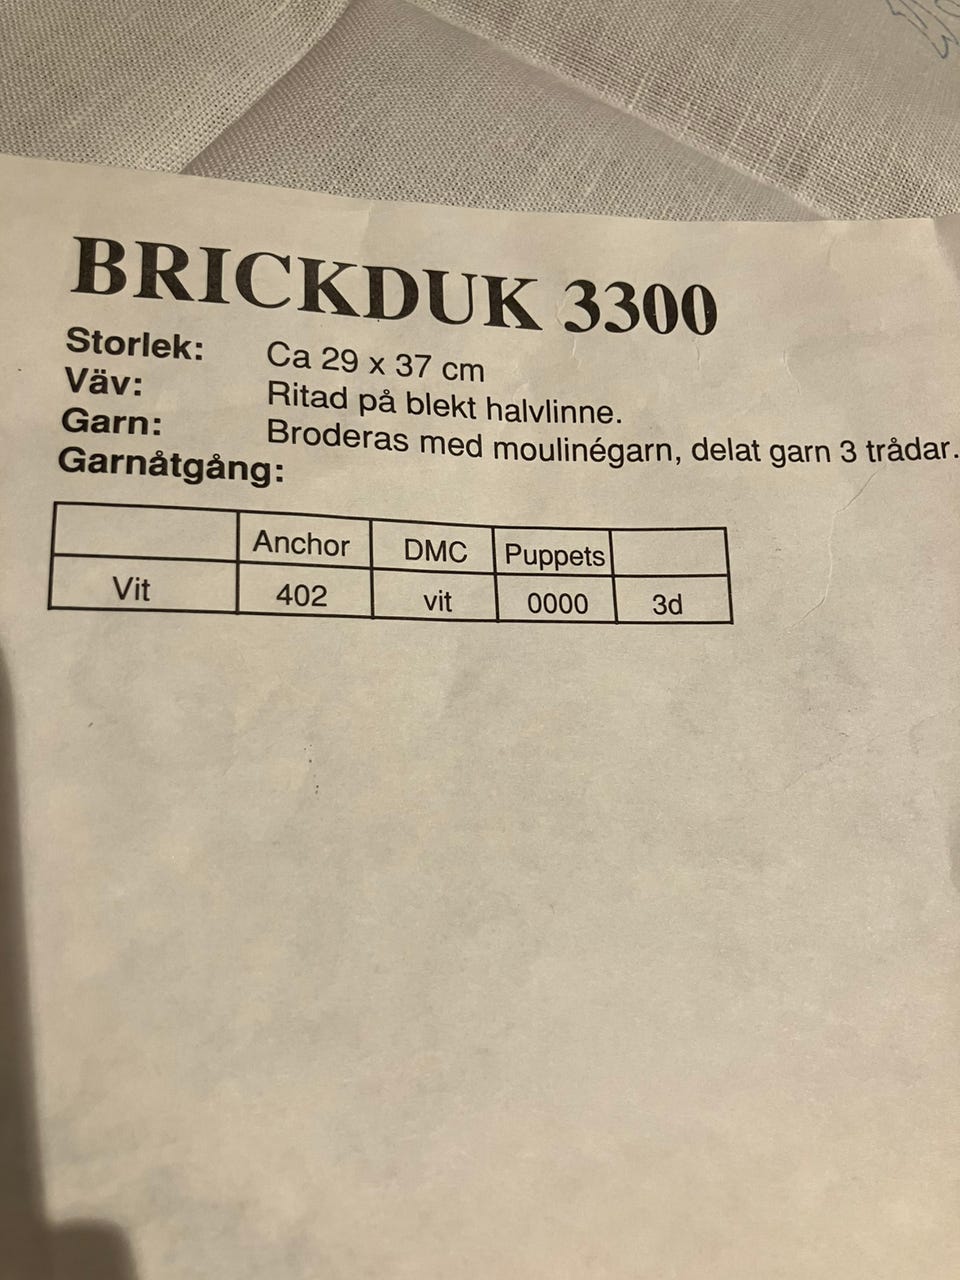 BRICKDUK 3300
Storlek: Ca 29 x 37 cm
Väv: Ritad på blekt halvlinne.
Garn: Broderas med moulinégarn, delat garn 3 trådar.
Garnåtgång:
Anchor DMC Puppets
Vit 402 vit 0000 3d